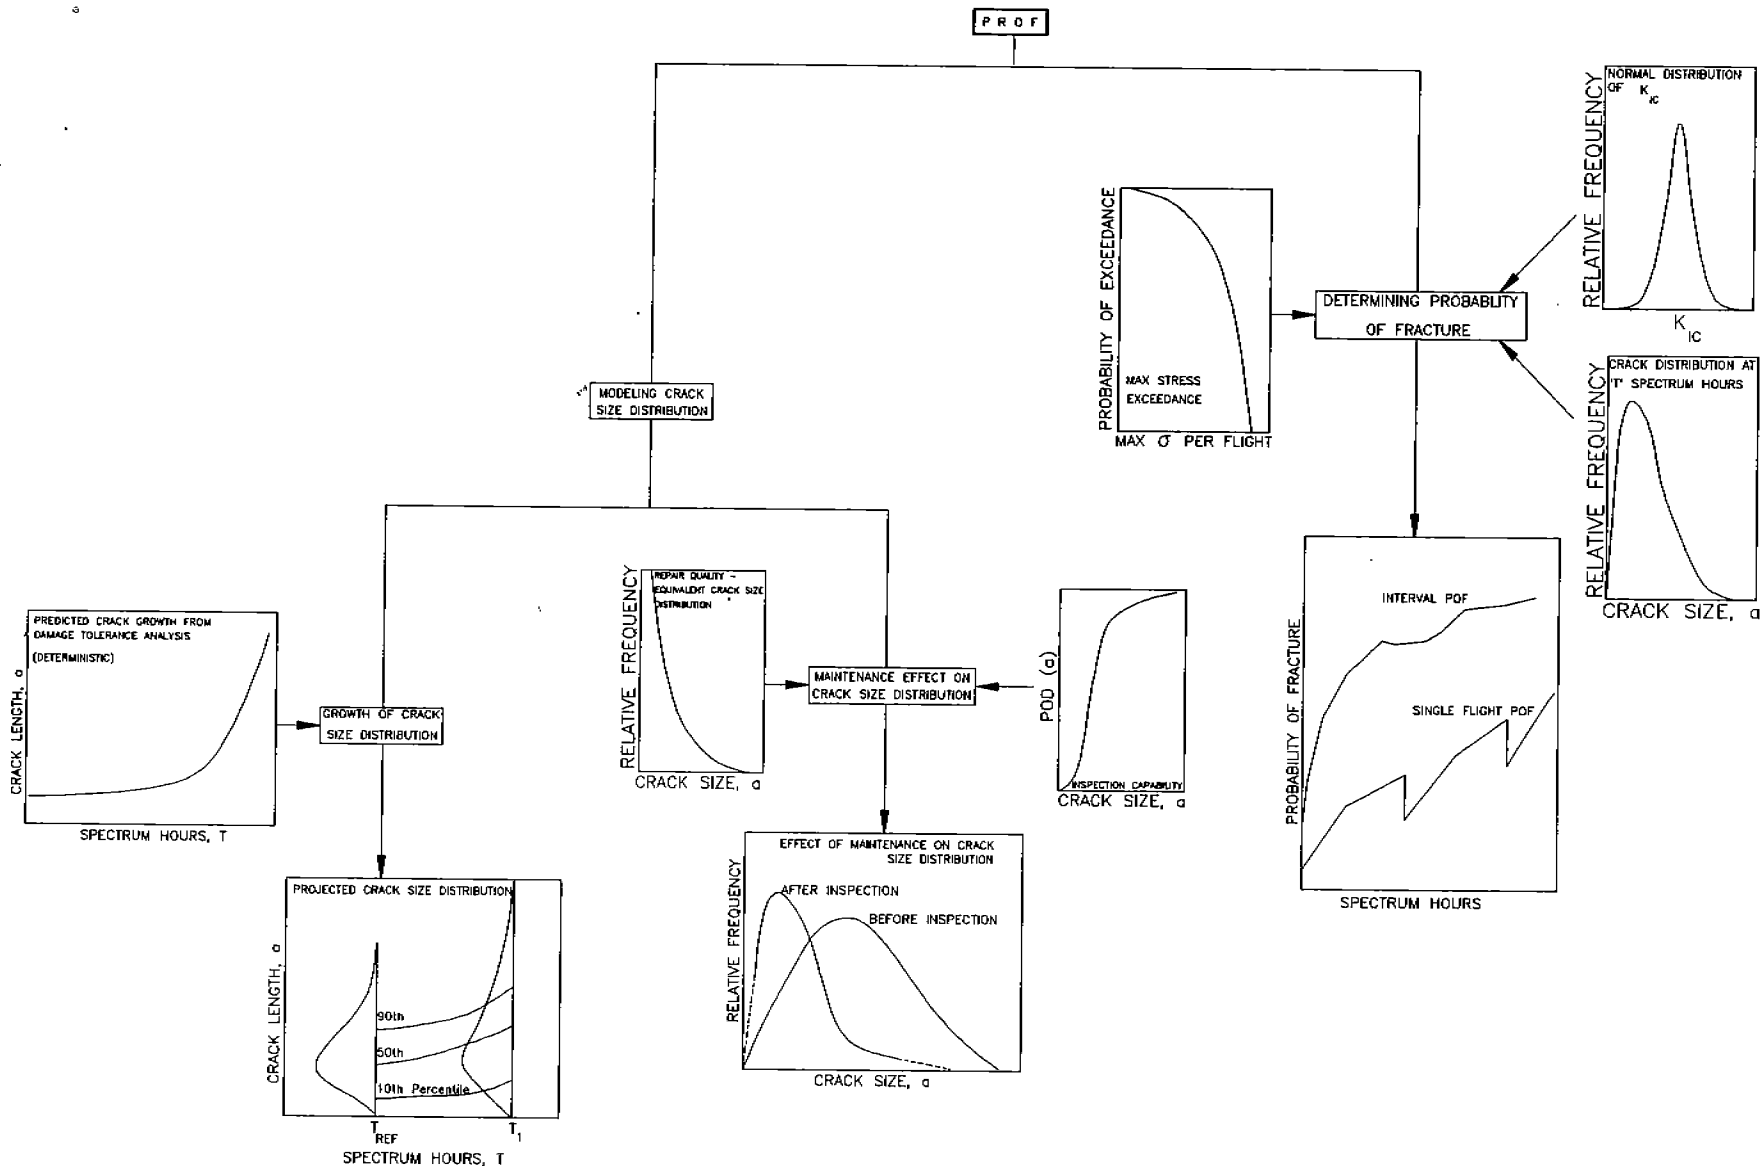 PROF
NORMAL DISTRIBUTION
OF K IC
RELATIVE FREQUENCY
K IC
PROBABILITY OF EXCEEDANCE
MAX STRESS
EXCEEDANCE
MAX σ PER FLIGHT
DETERMINING PROBABLITY
OF FRACTURE
CRACK DISTRIBUTION AT
'T' SPECTRUM HOURS
RELATIVE FREQUENCY
CRACK SIZE, a
MODELING CRACK
SIZE DISTRIBUTION
PROBABILITY OF FRACTURE
INTERVAL POF
SINGLE FLIGHT POF
SPECTRUM HOURS
PREDICTED CRACK GROWTH FROM
DAMAGE TOLERANCE ANALYSIS
(DETERMINISTIC)
CRACK LENGTH, a
SPECTRUM HOURS, T
GROWTH OF CRACK
SIZE DISTRIBUTION
REPAIR QUALITY -
EQUIVALENT CRACK SIZE
DISTRIBUTION
RELATIVE FREQUENCY
CRACK SIZE, a
MAINTENANCE EFFECT ON
CRACK SIZE DISTRIBUTION
POD (a)
INSPECTION CAPABILITY
CRACK SIZE, a
PROJECTED CRACK SIZE DISTRIBUTION
CRACK LENGTH, a
90th
50th
10th Percentile
T REF
T1
SPECTRUM HOURS, T
EFFECT OF MAINTENANCE ON CRACK
SIZE DISTRIBUTION
AFTER INSPECTION
BEFORE INSPECTION
RELATIVE FREQUENCY
CRACK SIZE, a